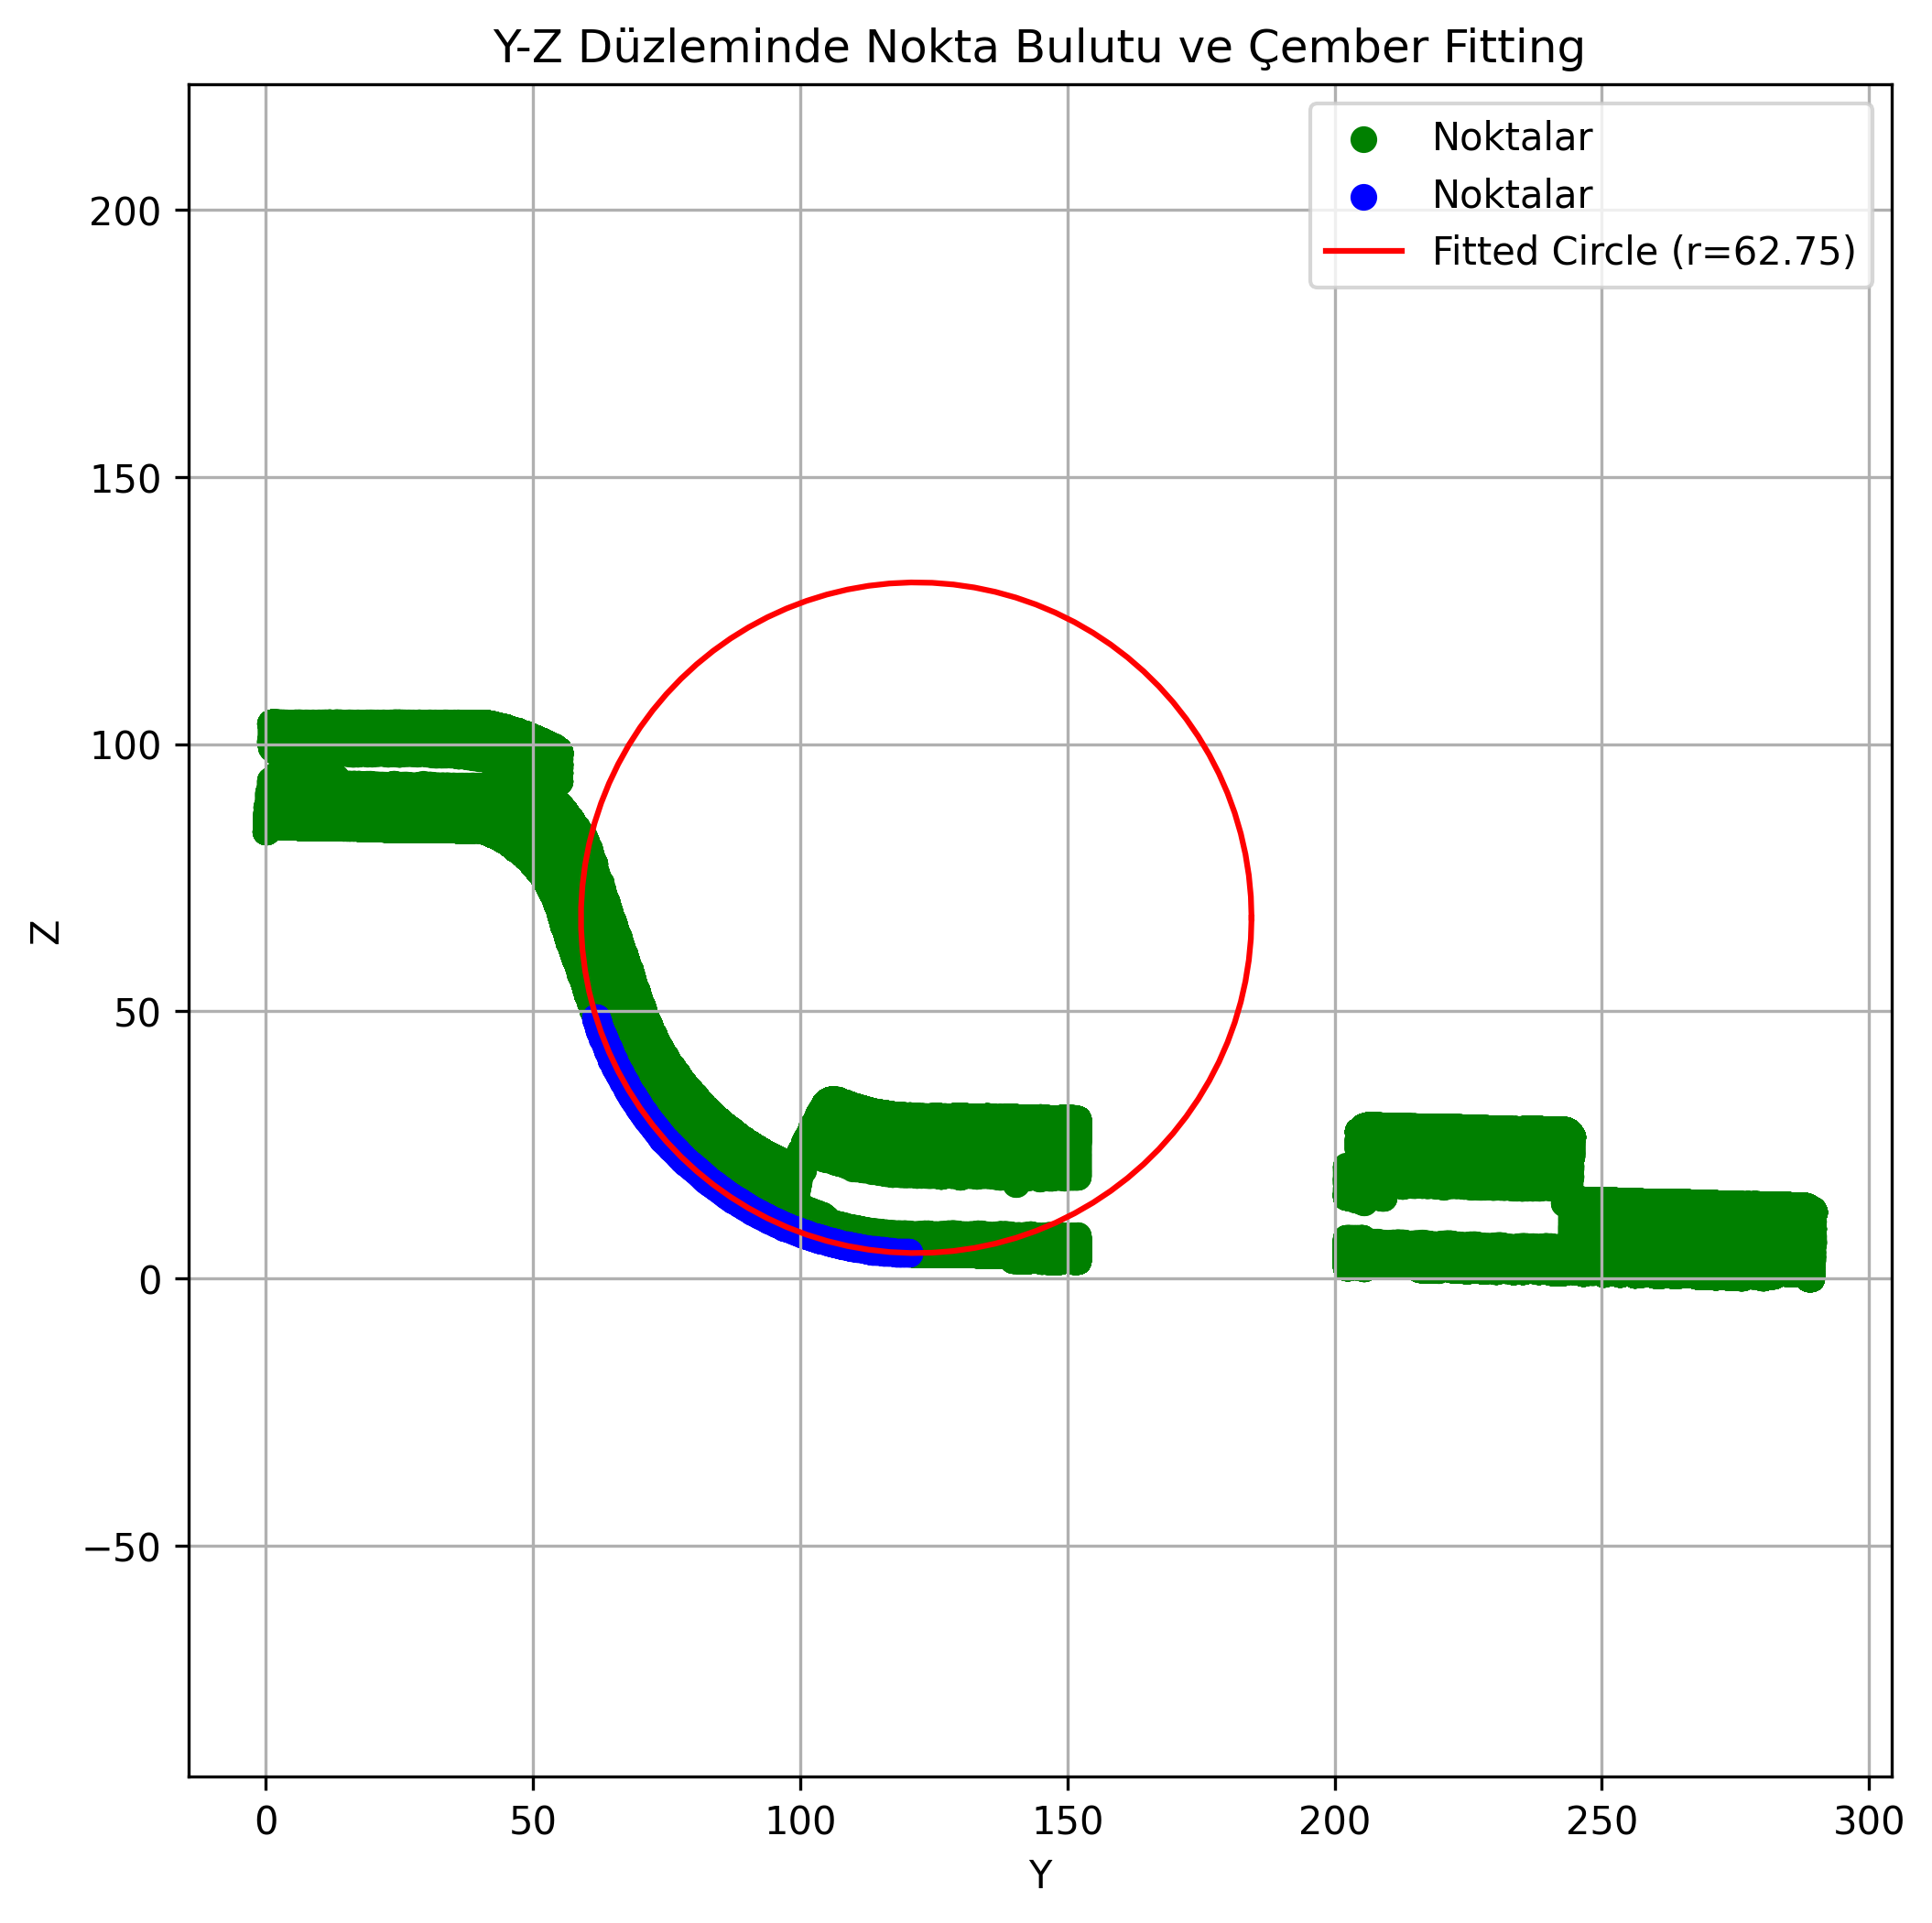 Y-Z Düzleminde Nokta Bulutu ve Çember Fitting
Noktalar
Noktalar
Fitted Circle (r=62.75)
200
150
100
50
0
−50
Z
0
50
100
150
200
250
300
Y